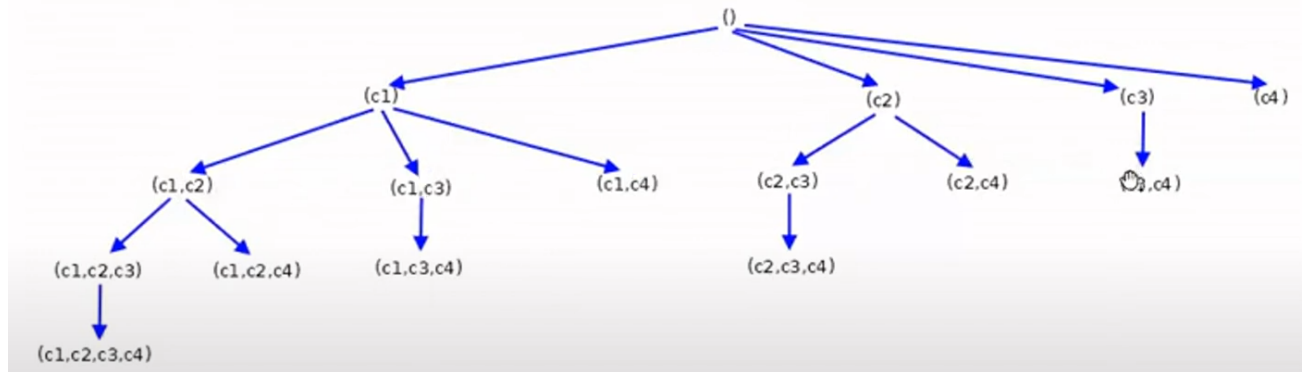 ()
(c1) (c2) (c3) (c4)
(c1,c2) (c1,c3) (c1,c4) (c2,c3) (c2,c4) 3,c4)
(c1,c2,c3) (c1,c2,c4) (c1,c3,c4) (c2,c3,c4)
(c1,c2,c3,c4)